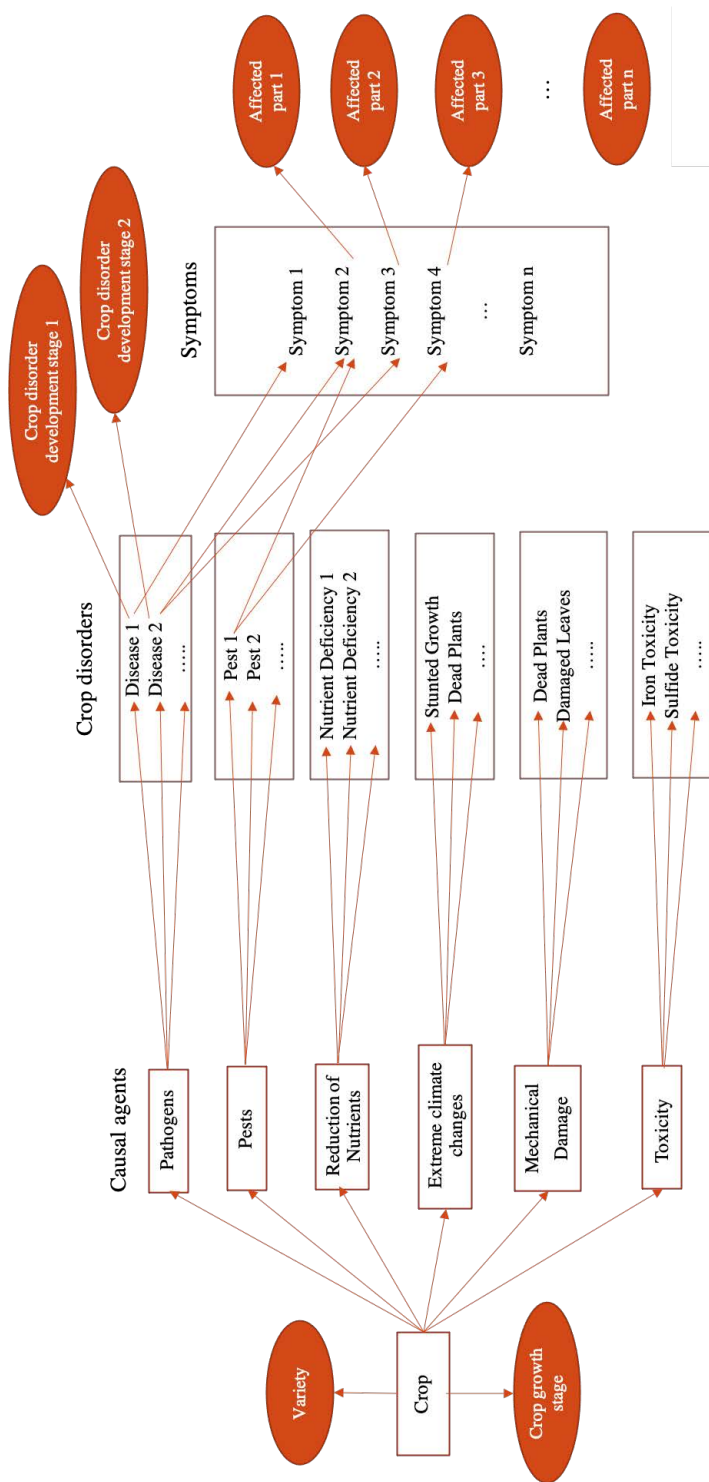 Variety
Crop
Crop growth
stage
Causal agents
Pathogens
Pests
Reduction of
Nutrients
Extreme climate
changes
Mechanical
Damage
Toxicity
Crop disorders
Disease 1
Disease 2
.....
Pest 1
Pest 2
.....
Nutrient Deficiency 1
Nutrient Deficiency 2
.....
Stunted Growth
Dead Plants
....
Dead Plants
Damaged Leaves
.....
Iron Toxicity
Sulfide Toxicity
.....
Crop disorder
development stage 1
Crop disorder
development stage 2
Symptoms
Symptom 1
Symptom 2
Symptom 3
Symptom 4
...
Symptom n
Affected
part 1
Affected
part 2
Affected
part 3
...
Affected
part n